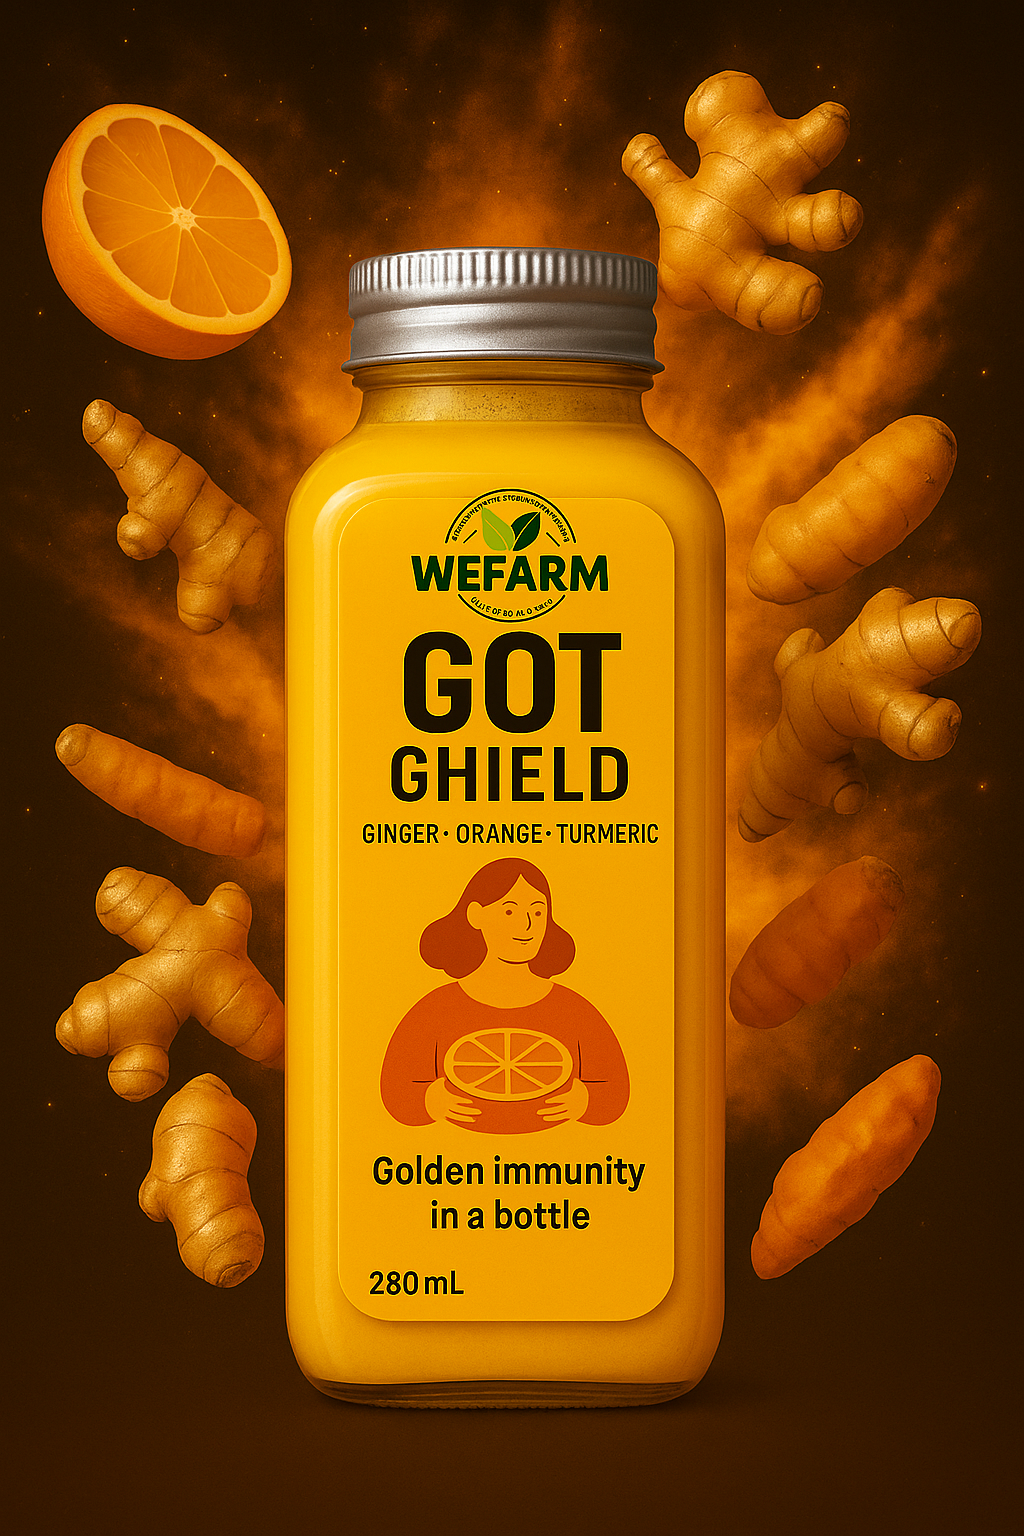 WEFARM
GOT
GHIELD
GINGER · ORANGE · TURMERIC
Golden immunity
in a bottle
280 mL